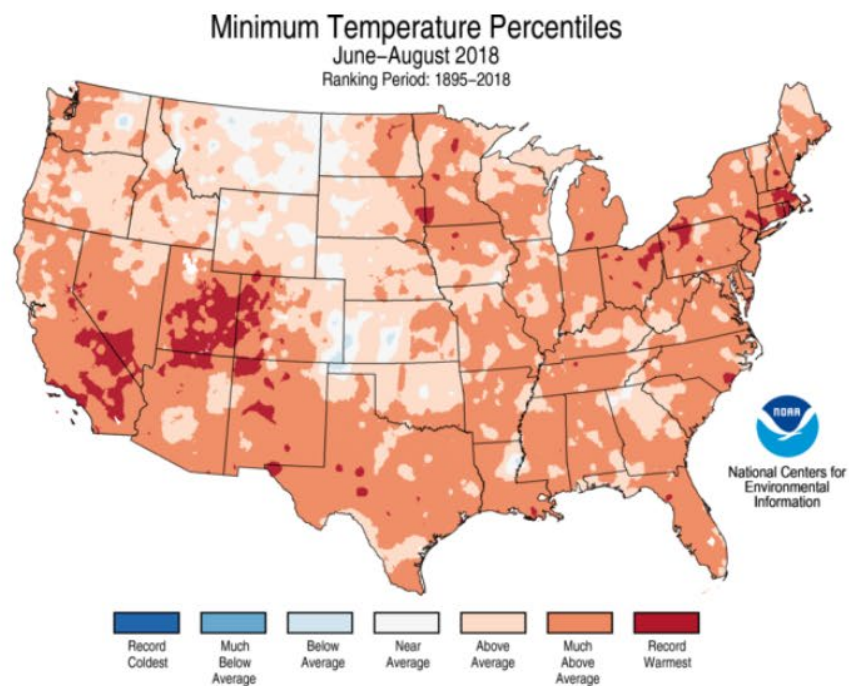 Minimum Temperature Percentiles
June–August 2018
Ranking Period: 1895–2018
NOAA
National Centers for
Environmental
Information
Record
Coldest
Much
Below
Average
Below
Average
Near
Average
Above
Average
Much
Above
Average
Record
Warmest